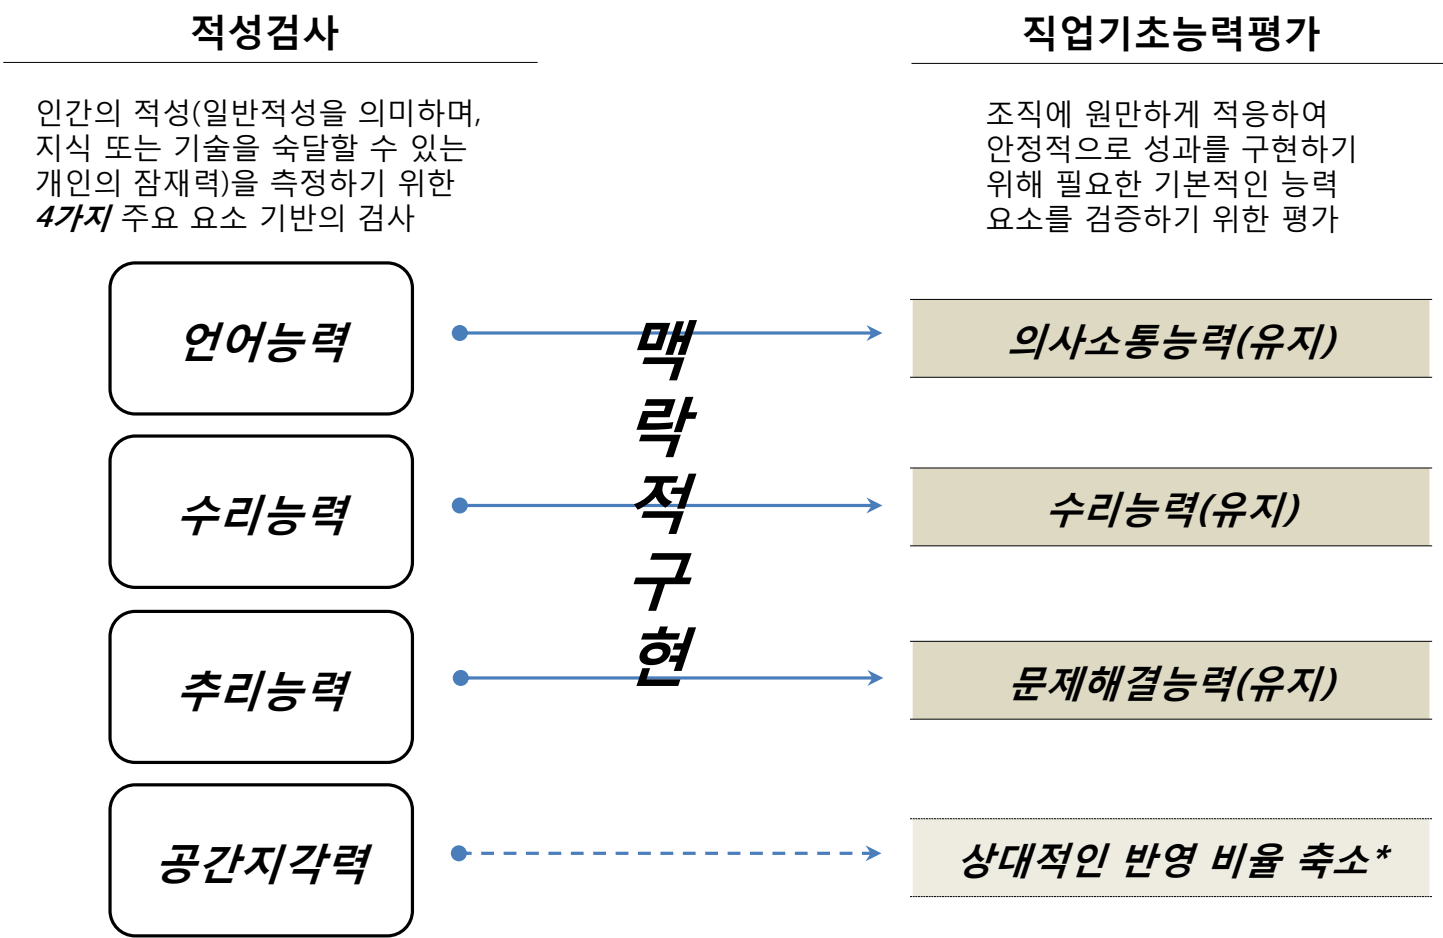 적성검사
인간의 적성(일반적성을 의미하며,
지식 또는 기술을 숙달할 수 있는
개인의 잠재력)을 측정하기 위한
4가지 주요 요소 기반의 검사
직업기초능력평가
조직에 원만하게 적응하여
안정적으로 성과를 구현하기
위해 필요한 기본적인 능력
요소를 검증하기 위한 평가
언어능력
수리능력
추리능력
공간지각력
맥
락
적
구
현
의사소통능력(유지)
수리능력(유지)
문제해결능력(유지)
상대적인 반영 비율 축소*